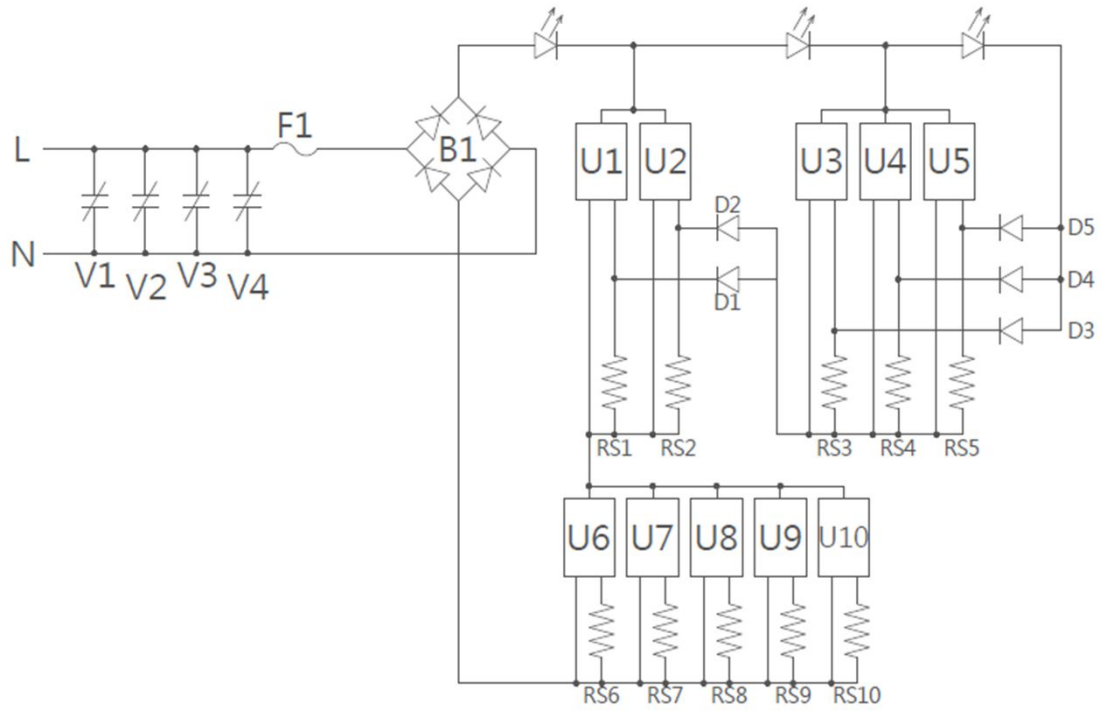 F1
L
B1
U1 U2 U3 U4 U5
D2
D5
N
V1 V2 V3 V4
D4
D1
D3
RS1 RS2 RS3 RS4 RS5
U6 U7 U8 U9 U10
RS6 RS7 RS8 RS9 RS10